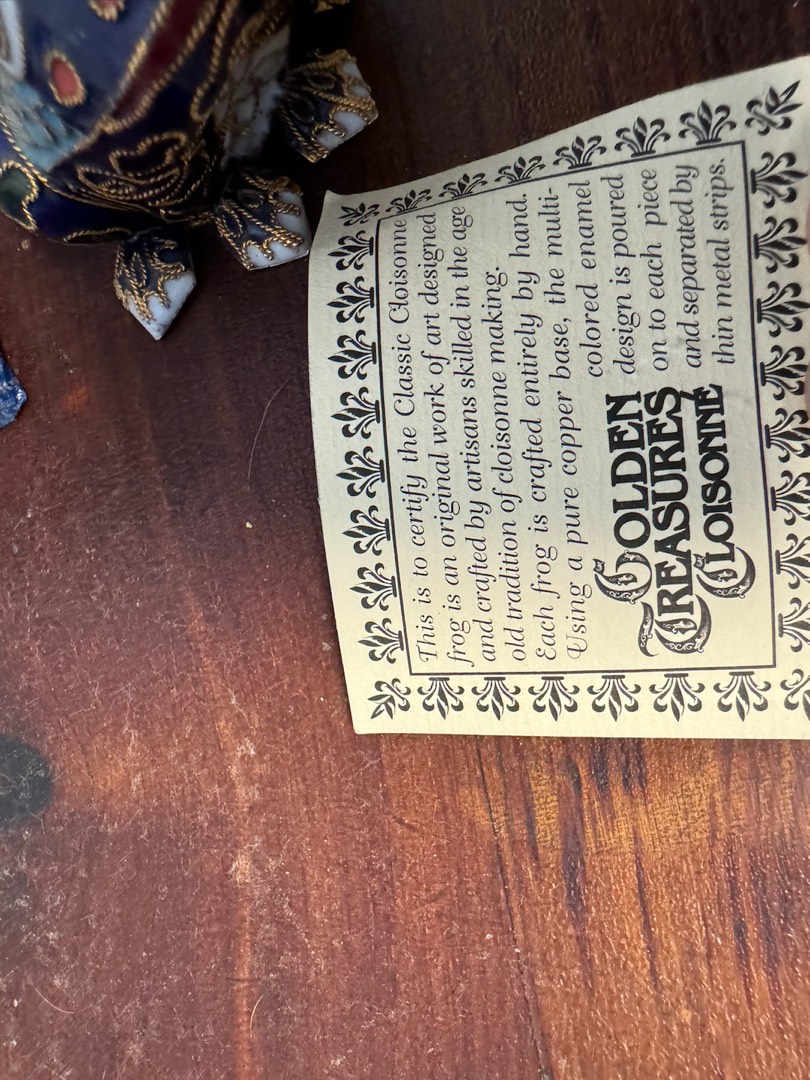 This is to certify the Classic Cloisonne
frog is an original work of art designed
and crafted by artisans skilled in the age
old tradition of cloisonne making.
Each frog is crafted entirely by hand.
Using a pure copper base, the multi-
colored enamel
design is poured
on to each piece
and separated by
thin metal strips.
GOLDEN
TREASURES
CLOISONNE